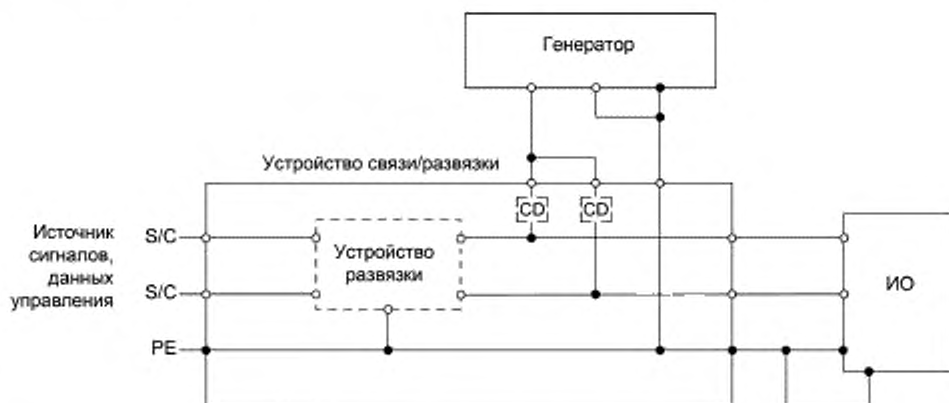 Генератор
Устройство связи/развязки
CD CD
Источник
сигналов,
данных
управления
S/C
S/C
PE
Устройство
развязки
ИО